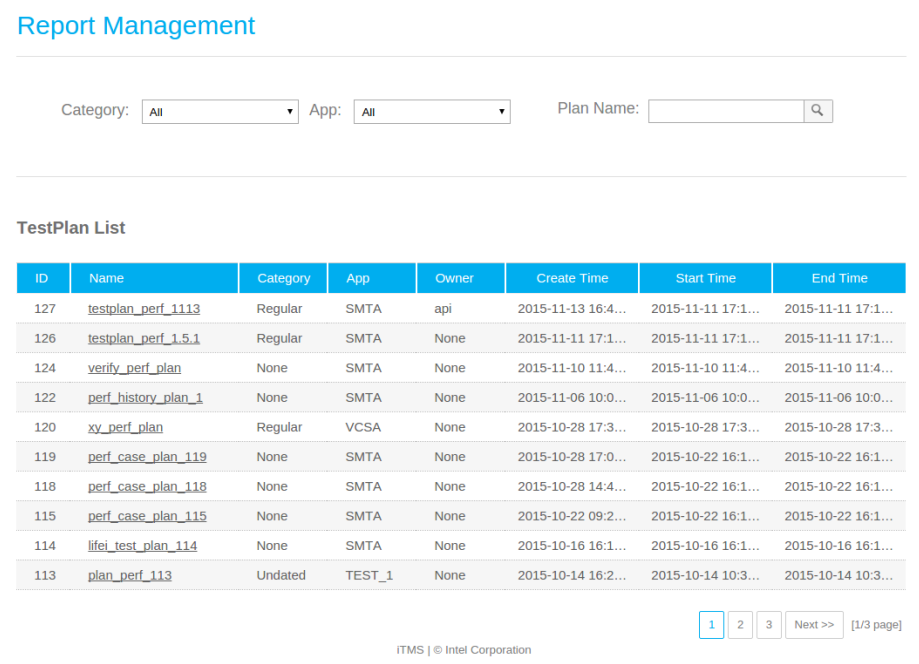 Report Management
Category: All App: All Plan Name:
TestPlan List
ID Name Category App Owner Create Time Start Time End Time
127 testplan_perf_1113 Regular SMTA api 2015-11-13 16:4... 2015-11-11 17:1... 2015-11-11 17:1...
126 testplan_perf_1.5.1 Regular SMTA None 2015-11-11 17:1... 2015-11-11 17:1... 2015-11-11 17:1...
124 verify_perf_plan None SMTA None 2015-11-10 11:4... 2015-11-10 11:4... 2015-11-10 11:4...
122 perf_history_plan_1 None SMTA None 2015-11-06 10:0... 2015-11-06 10:0... 2015-11-06 10:0...
120 xy_perf_plan Regular VCSA None 2015-10-28 17:3... 2015-10-28 17:3... 2015-10-28 17:3...
119 perf_case_plan_119 None SMTA None 2015-10-28 17:0... 2015-10-22 16:1... 2015-10-22 16:1...
118 perf_case_plan_118 None SMTA None 2015-10-28 14:4... 2015-10-22 16:1... 2015-10-22 16:1...
115 perf_case_plan_115 None SMTA None 2015-10-22 09:2... 2015-10-22 16:1... 2015-10-22 16:1...
114 lifei_test_plan_114 None SMTA None 2015-10-16 16:1... 2015-10-16 16:1... 2015-10-16 16:1...
113 plan_perf_113 Undated TEST_1 None 2015-10-14 16:2... 2015-10-14 10:3... 2015-10-14 10:3...
1 2 3 Next >> [1/3 page]
iTMS | © Intel Corporation